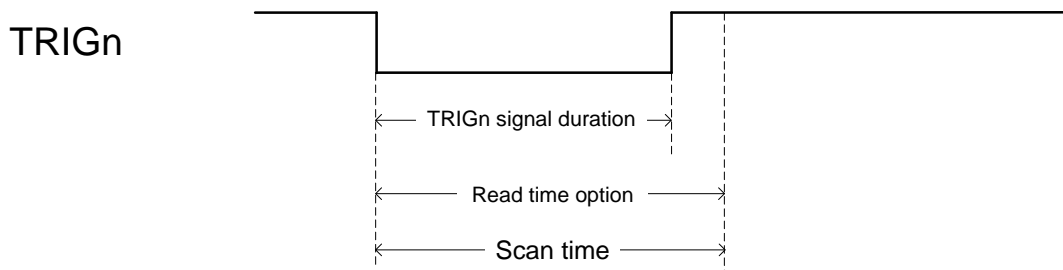 TRIGn
TRIGn signal duration
Read time option
Scan time